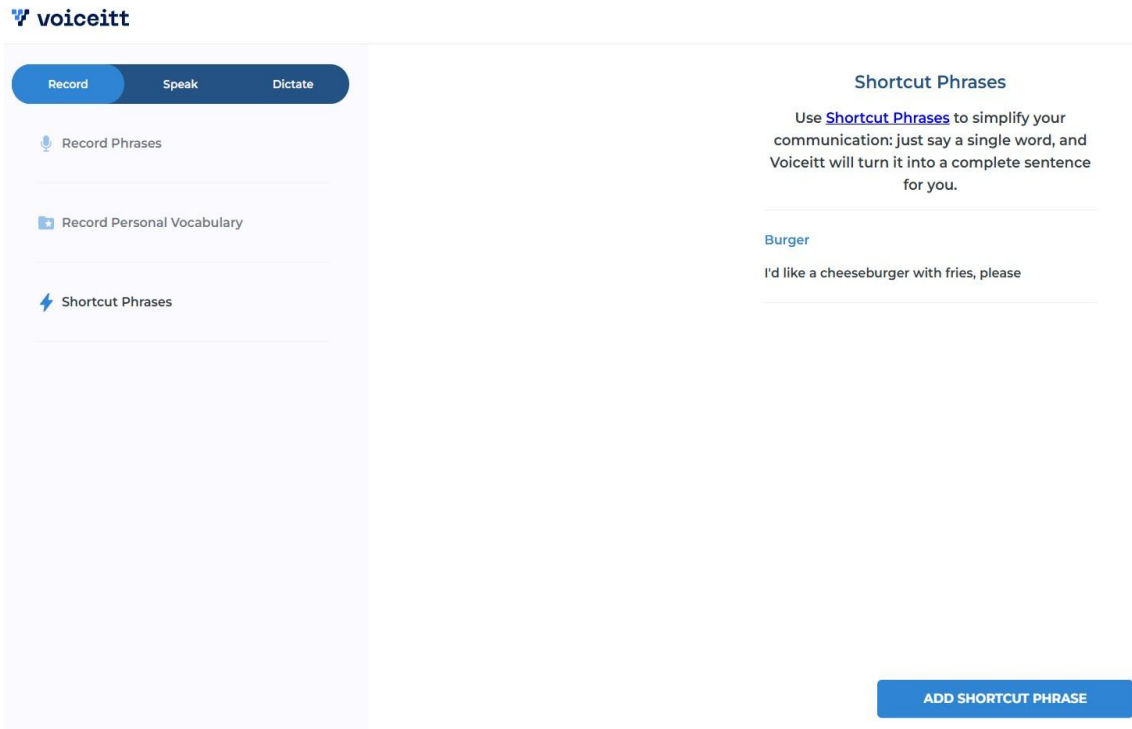 voiceitt
Record Speak Dictate
Record Phrases
Record Personal Vocabulary
Shortcut Phrases
Shortcut Phrases
Use Shortcut Phrases to simplify your
communication: just say a single word, and
Voiceitt will turn it into a complete sentence
for you.
Burger
I'd like a cheeseburger with fries, please
ADD SHORTCUT PHRASE